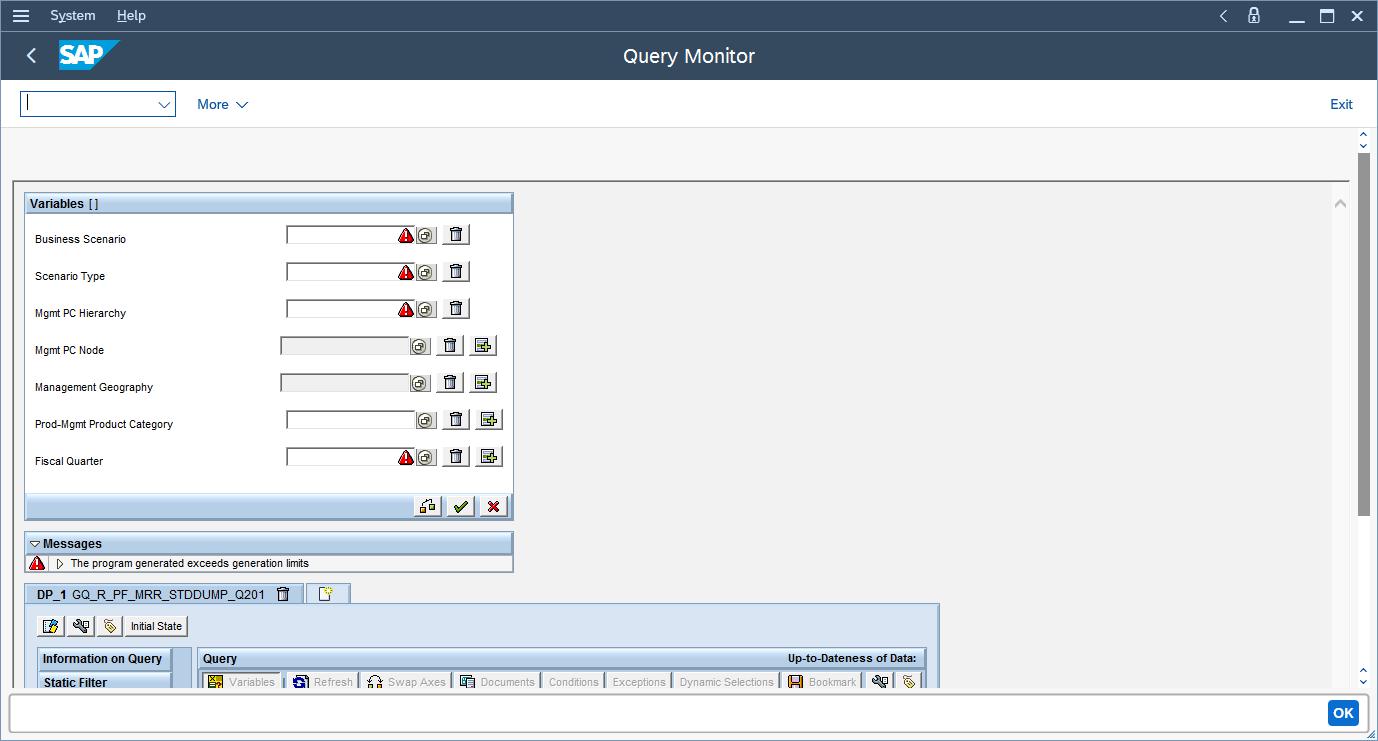 System Help
SAP
Query Monitor
More
Exit
Variables [ ]
Business Scenario
Scenario Type
Mgmt PC Hierarchy
Mgmt PC Node
Management Geography
Prod-Mgmt Product Category
Fiscal Quarter
Messages
The program generated exceeds generation limits
DP_1 GQ_R_PF_MRR_STDDUMP_Q201
Initial State
Information on Query
Query Up-to-Dateness of Data:
Static Filter
Variables Refresh Swap Axes Documents Conditions Exceptions Dynamic Selections Bookmark
OK